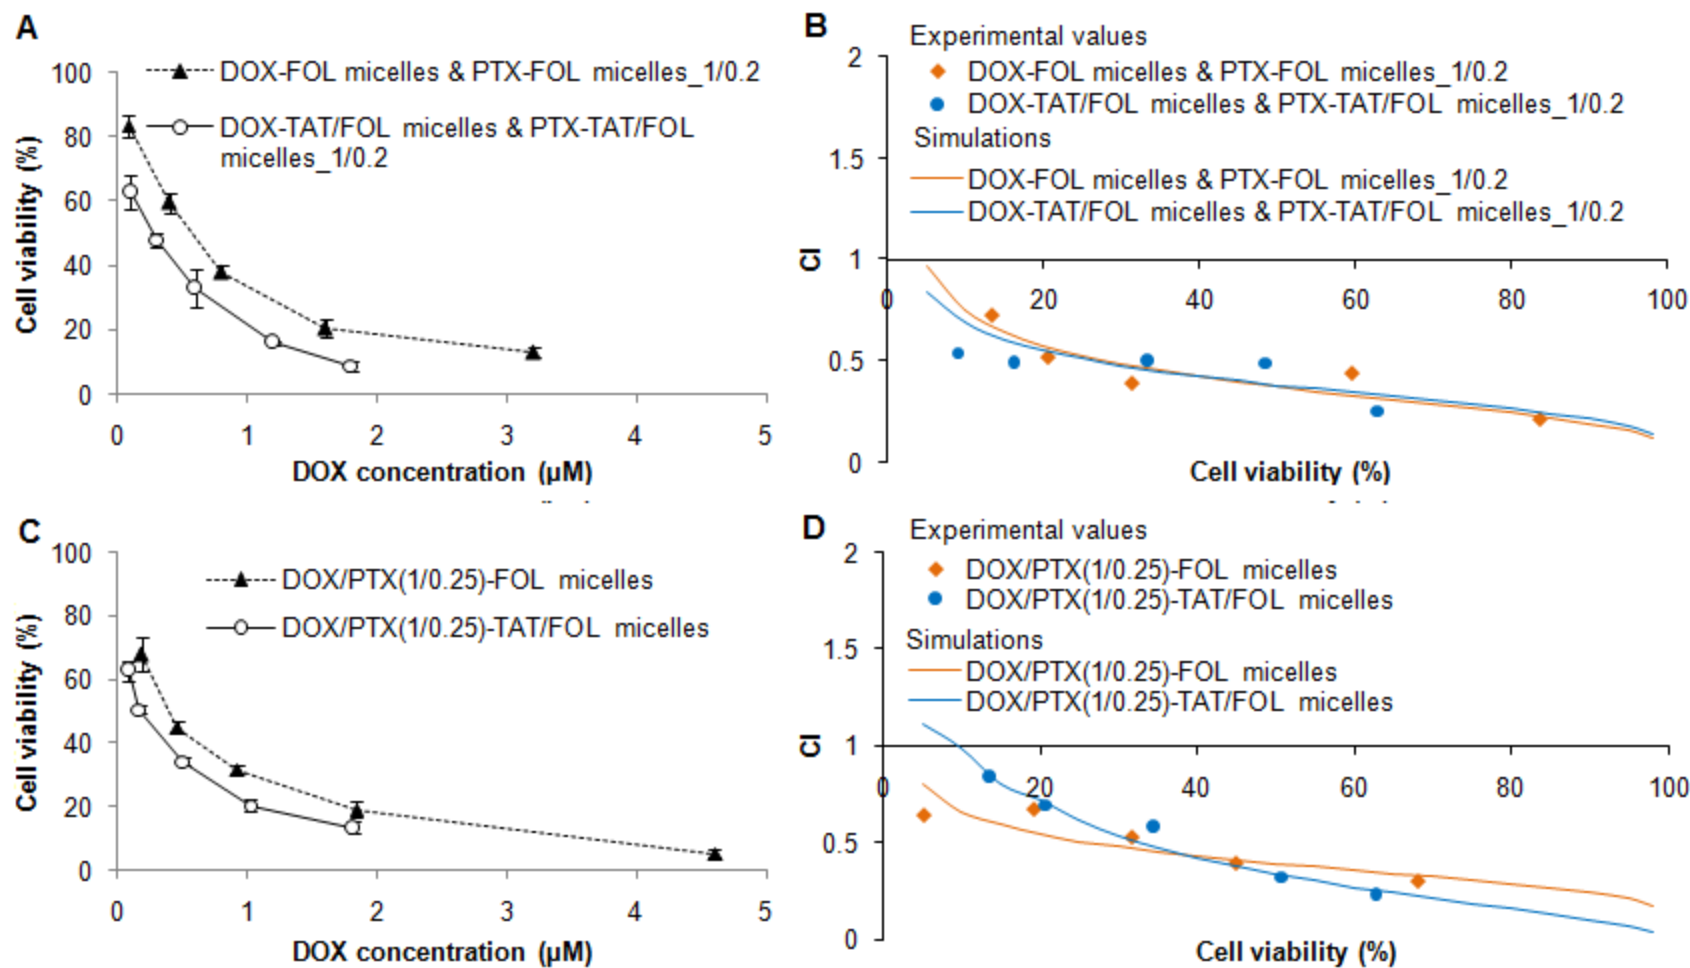 A
DOX-FOL micelles & PTX-FOL micelles_1/0.2
DOX-TAT/FOL micelles & PTX-TAT/FOL
micelles_1/0.2
Cell viability (%)
100
80
60
40
20
0
0 1 2 3 4 5
DOX concentration (µM)
B
Experimental values
DOX-FOL micelles & PTX-FOL micelles_1/0.2
DOX-TAT/FOL micelles & PTX-TAT/FOL micelles_1/0.2
Simulations
DOX-FOL micelles & PTX-FOL micelles_1/0.2
DOX-TAT/FOL micelles & PTX-TAT/FOL micelles_1/0.2
CI
2
1.5
1
0.5
0
0 20 40 60 80 100
Cell viability (%)
C
DOX/PTX(1/0.25)-FOL micelles
DOX/PTX(1/0.25)-TAT/FOL micelles
Cell viability (%)
100
80
60
40
20
0
0 1 2 3 4 5
DOX concentration (µM)
D
Experimental values
DOX/PTX(1/0.25)-FOL micelles
DOX/PTX(1/0.25)-TAT/FOL micelles
Simulations
DOX/PTX(1/0.25)-FOL micelles
DOX/PTX(1/0.25)-TAT/FOL micelles
CI
2
1.5
1
0.5
0
0 20 40 60 80 100
Cell viability (%)